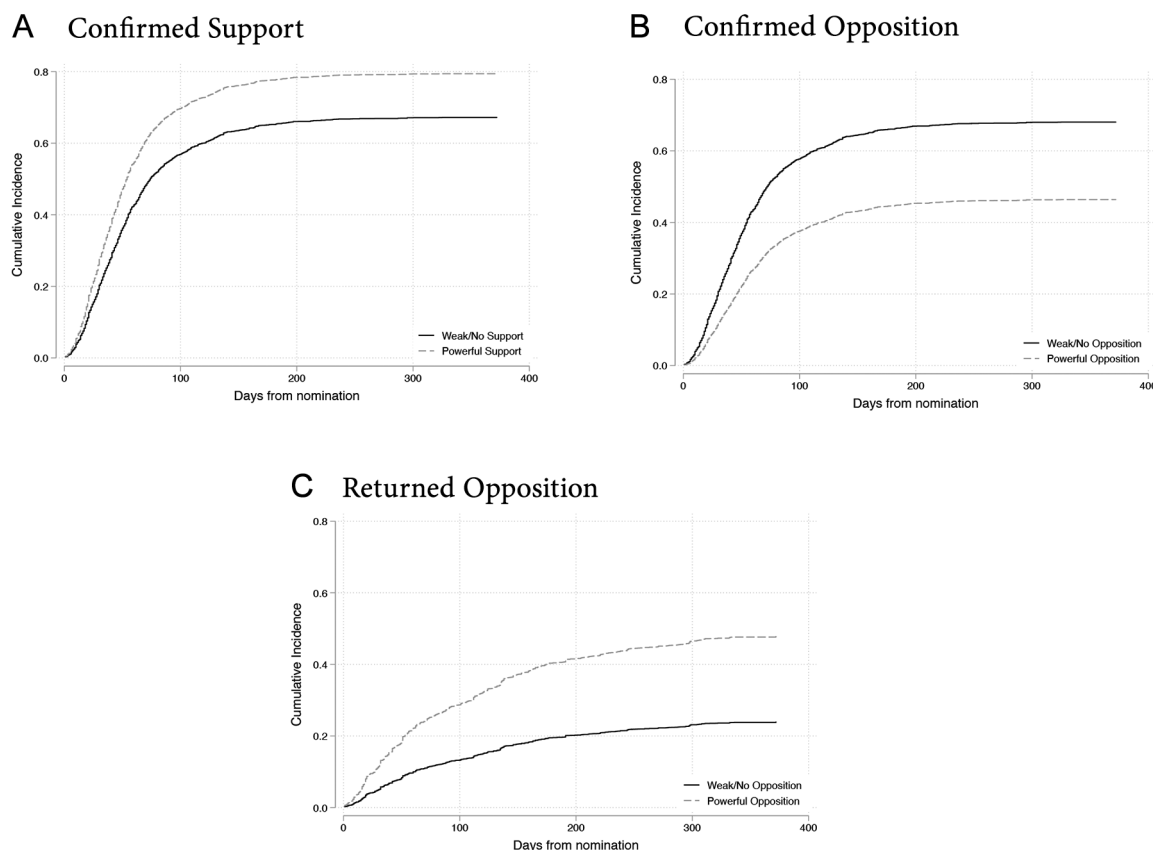 A Confirmed Support
0.8
0.6
0.4
0.2
0.0
Cumulative Incidence
Weak/No Support
Powerful Support
0 100 200 300 400
Days from nomination
B Confirmed Opposition
0.8
0.6
0.4
0.2
0.0
Cumulative Incidence
Weak/No Opposition
Powerful Opposition
0 100 200 300 400
Days from nomination
C Returned Opposition
0.8
0.6
0.4
0.2
0.0
Cumulative Incidence
Weak/No Opposition
Powerful Opposition
0 100 200 300 400
Days from nomination